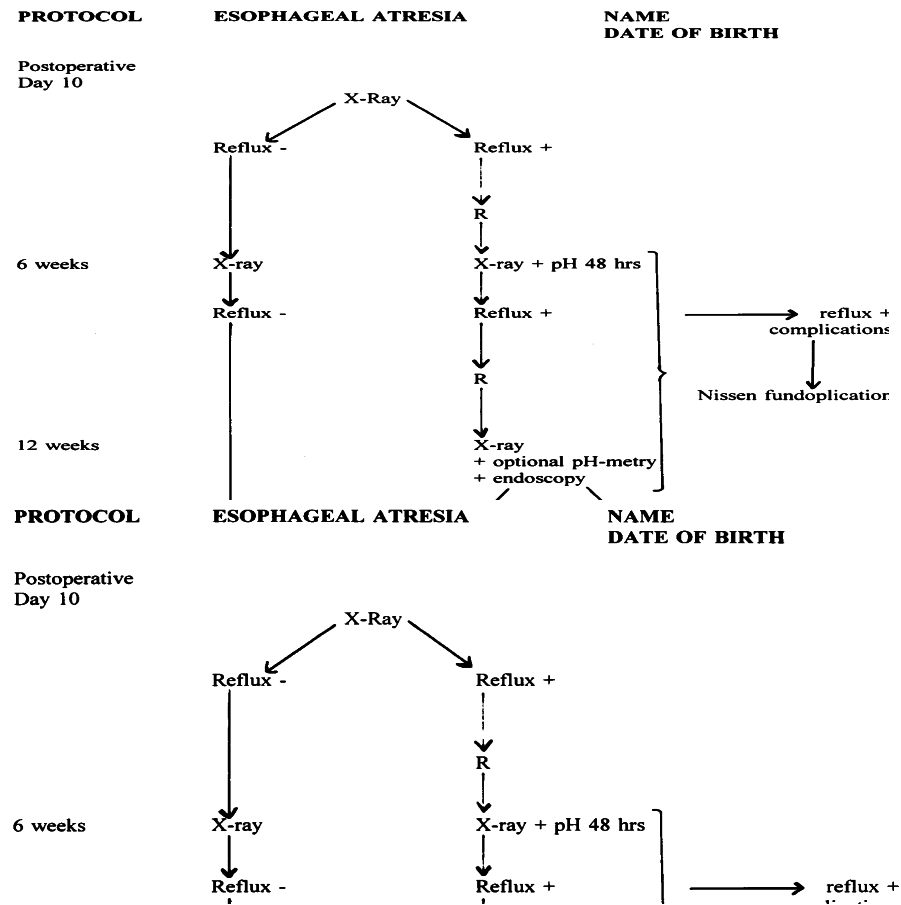 PROTOCOL ESOPHAGEAL ATRESIA NAME
DATE OF BIRTH
Postoperative
Day 10
X-Ray
Reflux - Reflux +
R
6 weeks X-ray X-ray + pH 48 hrs
Reflux - Reflux + reflux +
complications
R
Nissen fundoplication
12 weeks X-ray
+ optional pH-metry
+ endoscopy
PROTOCOL ESOPHAGEAL ATRESIA NAME
DATE OF BIRTH
Postoperative
Day 10
X-Ray
Reflux - Reflux +
R
6 weeks X-ray X-ray + pH 48 hrs
Reflux - Reflux + reflux +